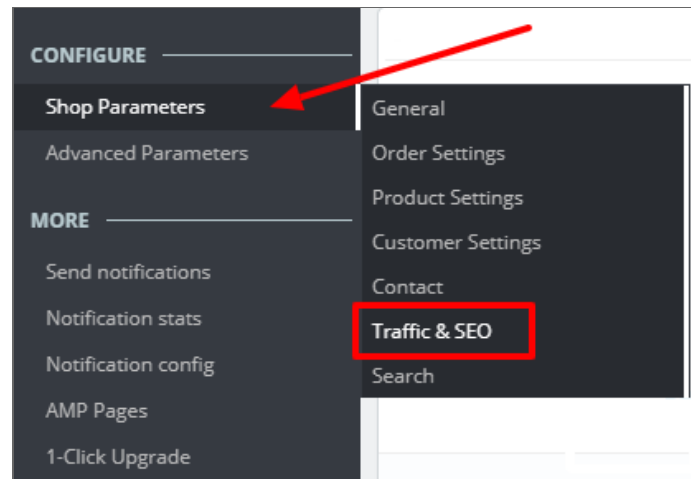 CONFIGURE
Shop Parameters
Advanced Parameters
MORE
Send notifications
Notification stats
Notification config
AMP Pages
1-Click Upgrade
General
Order Settings
Product Settings
Customer Settings
Contact
Traffic & SEO
Search